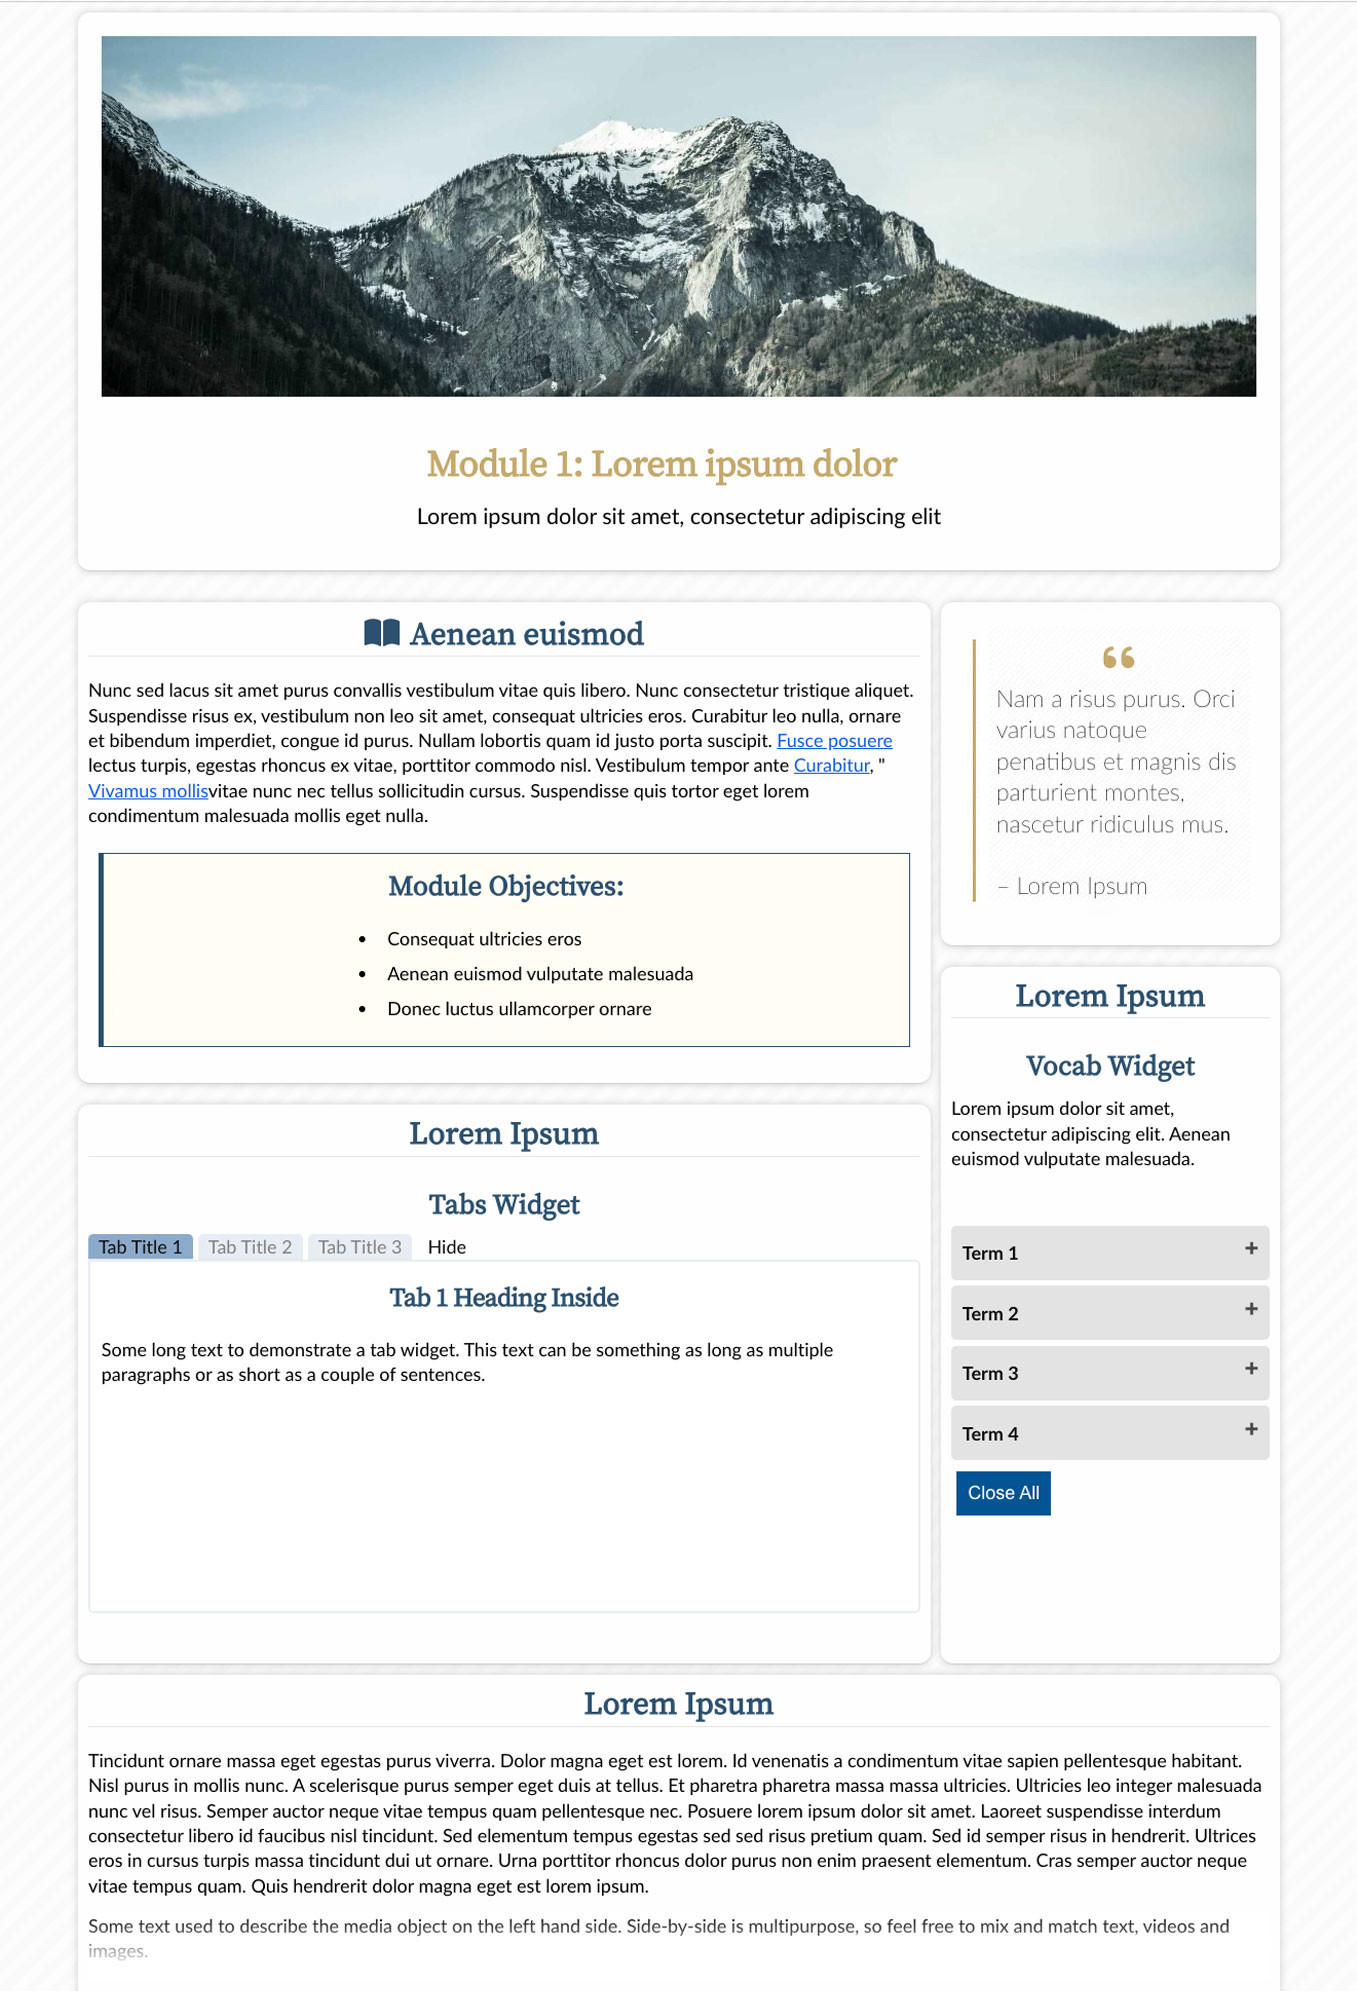 Module 1: Lorem ipsum dolor
Lorem ipsum dolor sit amet, consectetur adipiscing elit
Aenean euismod
Nunc sed lacus sit amet purus convallis vestibulum vitae quis libero. Nunc consectetur tristique aliquet.
Suspendisse risus ex, vestibulum non leo sit amet, consequat ultricies eros. Curabitur leo nulla, ornare
et bibendum imperdiet, congue id purus. Nullam lobortis quam id justo porta suscipit. Fusce posuere
lectus turpis, egestas rhoncus ex vitae, porttitor commodo nisl. Vestibulum tempor ante Curabitur, "
Vivamus mollisvitae nunc nec tellus sollicitudin cursus. Suspendisse quis tortor eget lorem
condimentum malesuada mollis eget nulla.
Module Objectives:
• Consequat ultricies eros
• Aenean euismod vulputate malesuada
• Donec luctus ullamcorper ornare
“
Nam a risus purus. Orci
varius natoque
penatibus et magnis dis
parturient montes,
nascetur ridiculus mus.
– Lorem Ipsum
Lorem Ipsum
Tabs Widget
Tab Title 1 Tab Title 2 Tab Title 3 Hide
Tab 1 Heading Inside
Some long text to demonstrate a tab widget. This text can be something as long as multiple
paragraphs or as short as a couple of sentences.
Lorem Ipsum
Vocab Widget
Lorem ipsum dolor sit amet,
consectetur adipiscing elit. Aenean
euismod vulputate malesuada.
Term 1 +
Term 2 +
Term 3 +
Term 4 +
Close All
Lorem Ipsum
Tincidunt ornare massa eget egestas purus viverra. Dolor magna eget est lorem. Id venenatis a condimentum vitae sapien pellentesque habitant.
Nisl purus in mollis nunc. A scelerisque purus semper eget duis at tellus. Et pharetra pharetra massa massa ultricies. Ultricies leo integer malesuada
nunc vel risus. Semper auctor neque vitae tempus quam pellentesque nec. Posuere lorem ipsum dolor sit amet. Laoreet suspendisse interdum
consectetur libero id faucibus nisl tincidunt. Sed elementum tempus egestas sed sed risus pretium quam. Sed id semper risus in hendrerit. Ultrices
eros in cursus turpis massa tincidunt dui ut ornare. Urna porttitor rhoncus dolor purus non enim praesent elementum. Cras semper auctor neque
vitae tempus quam. Quis hendrerit dolor magna eget est lorem ipsum.
Some text used to describe the media object on the left hand side. Side-by-side is multipurpose, so feel free to mix and match text, videos and
images.